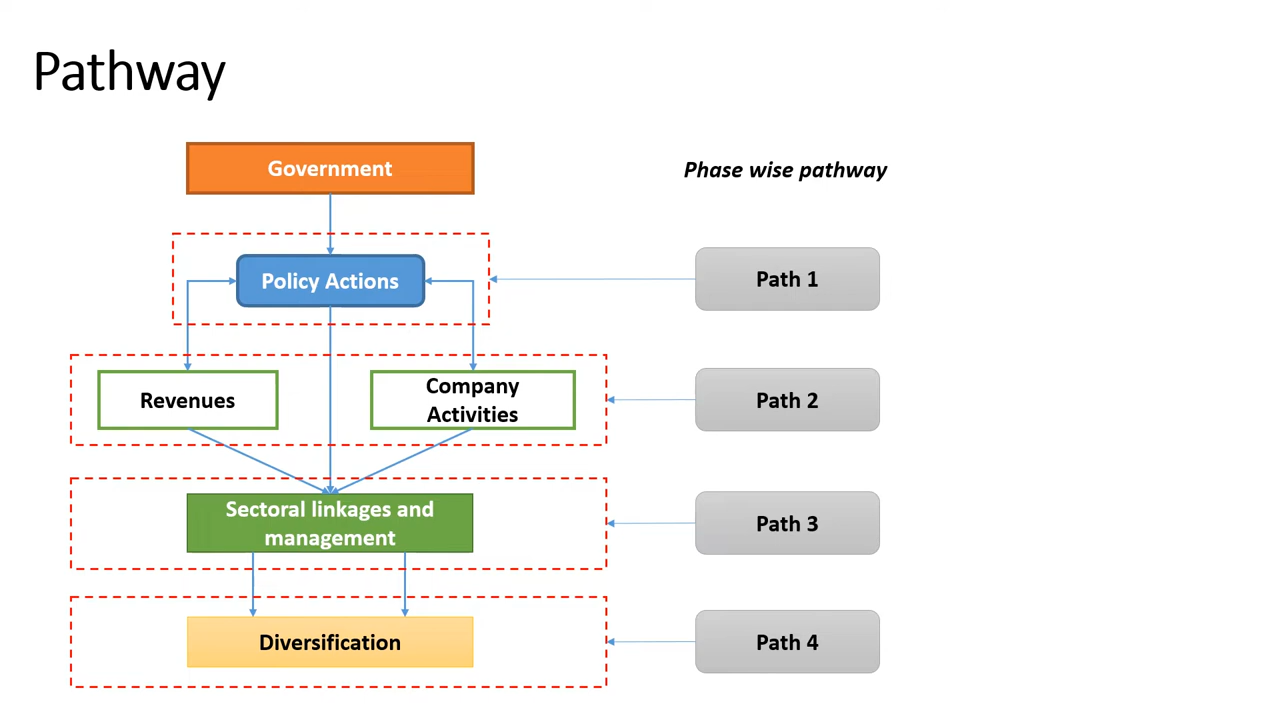 Pathway
Government
Phase wise pathway
Policy Actions
Path 1
Revenues
Company
Activities
Path 2
Sectoral linkages and
management
Path 3
Diversification
Path 4